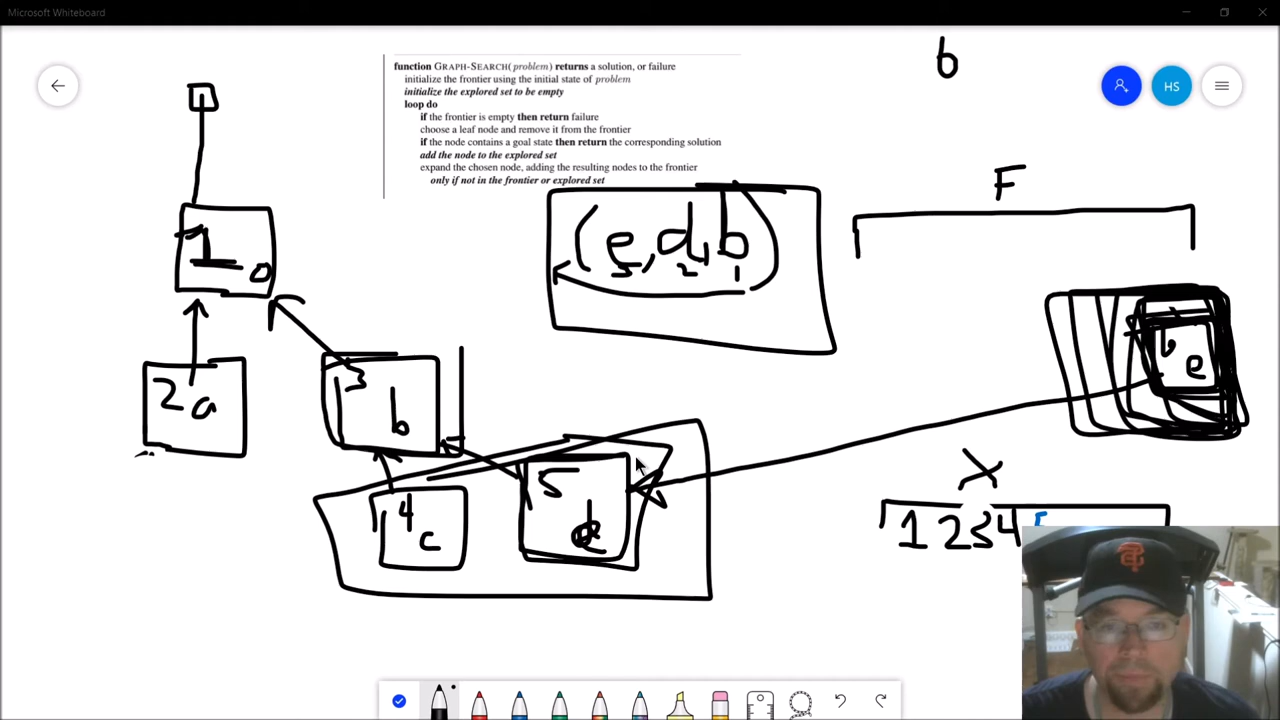 Microsoft Whiteboard
b
function GRAPH-SEARCH(problem) returns a solution, or failure
initialize the frontier using the initial state of problem
initialize the explored set to be empty
loop do
if the frontier is empty then return failure
choose a leaf node and remove it from the frontier
if the node contains a goal state then return the corresponding solution
add the node to the explored set
expand the chosen node, adding the resulting nodes to the frontier
only if not in the frontier or explored set
HS
F
(e, d, b)
3 2 1
1 o
2 a
3 b
e
4 c
5 d
X
1 2 3 4 5